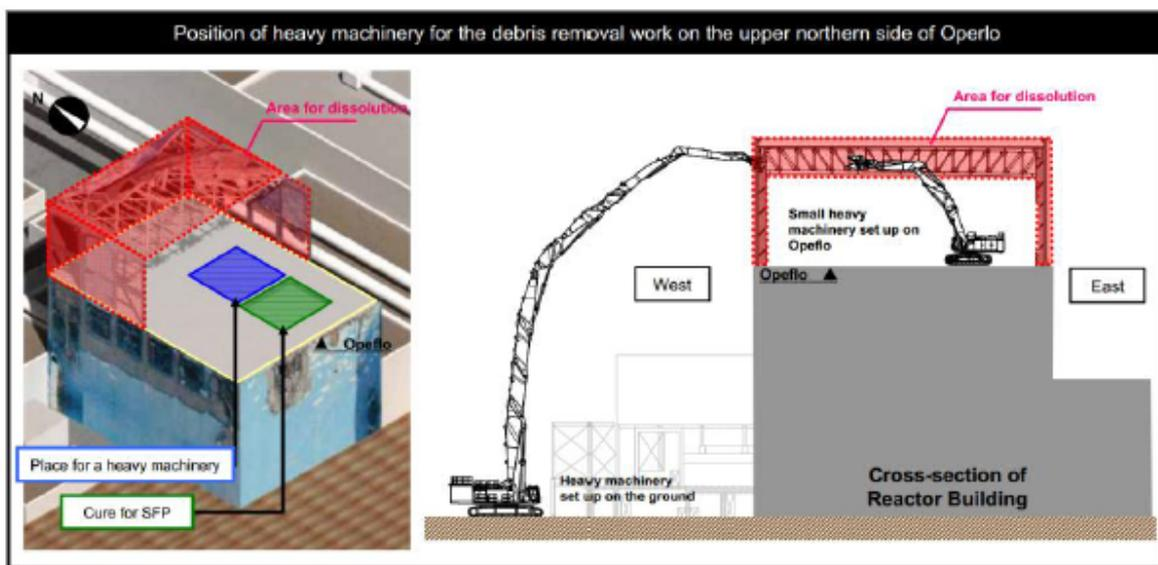 Position of heavy machinery for the debris removal work on the upper northern side of Operlo
N
Area for dissolution
Opeflo
Place for a heavy machinery
Cure for SFP
Area for dissolution
Small heavy
machinery set up on
Opeflo
West
Opeflo
East
Heavy machinery
set up on the ground
Cross-section of
Reactor Building